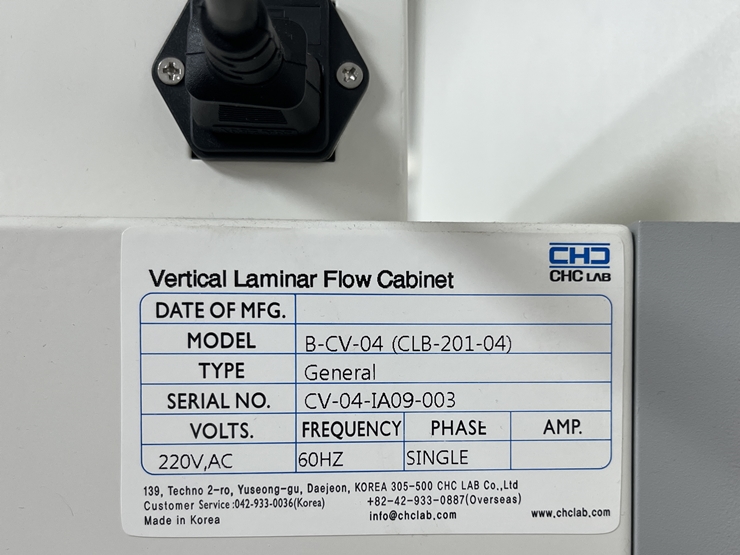 CHC
CHC LAB
Vertical Laminar Flow Cabinet
DATE OF MFG.
MODEL B-CV-04 (CLB-201-04)
TYPE General
SERIAL NO. CV-04-IA09-003
VOLTS. FREQUENCY PHASE AMP.
220V,AC 60HZ SINGLE
139, Techno 2-ro, Yuseong-gu, Daejeon, KOREA 305-500 CHC LAB Co.,Ltd
Customer Service :042-933-0036(Korea) +82-42-933-0887(Overseas)
Made in Korea info@chclab.com www.chclab.com